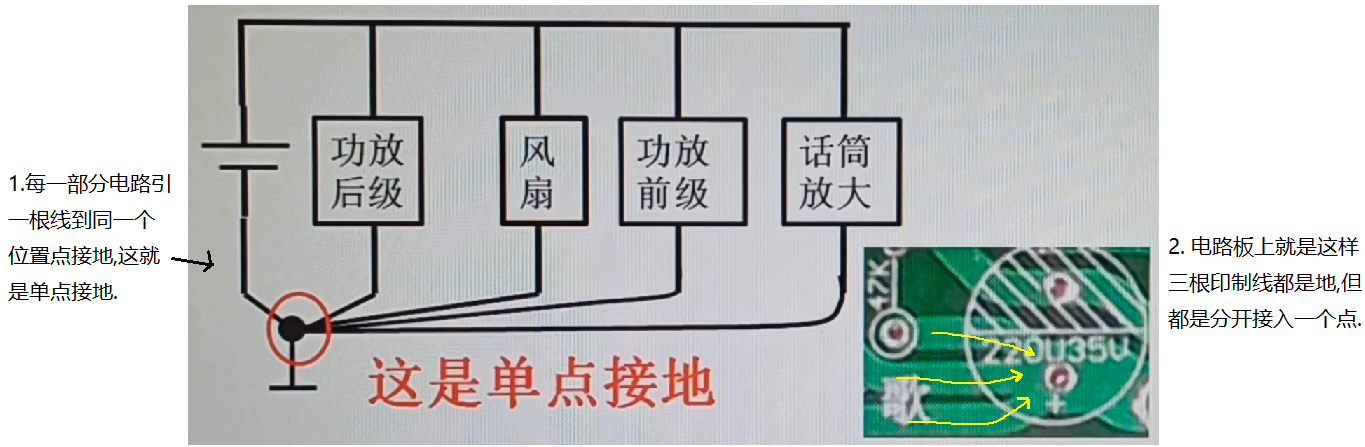 1.每一部分电路引
一根线到同一个
位置点接地,这就
是单点接地.
功放
后级
风
扇
功放
前级
话筒
放大
这是单点接地
47K
220U35V
歌
+
2. 电路板上就是这样
三根印制线都是地,但
都是分开接入一个点.